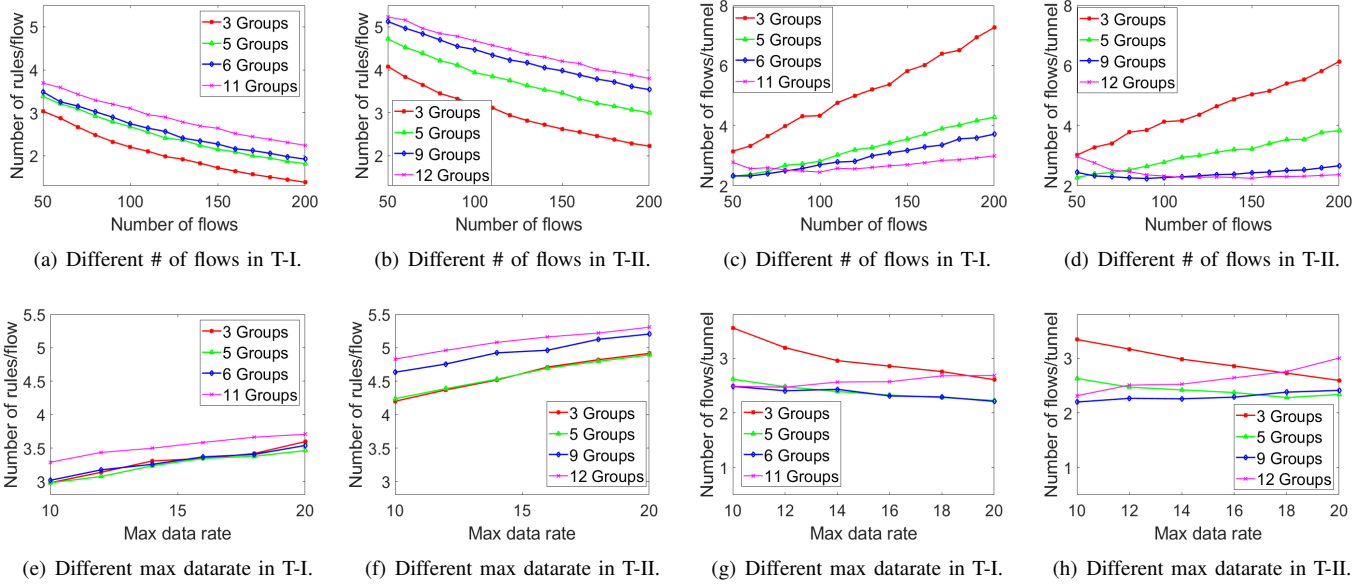 Number of rules/flow
5
4
3
2
50
100
150
200
Number of flows
3 Groups
5 Groups
6 Groups
11 Groups
(a) Different # of flows in T-I.
Number of rules/flow
5
4
3
2
50
100
150
200
Number of flows
3 Groups
5 Groups
9 Groups
12 Groups
(b) Different # of flows in T-II.
Number of flows/tunnel
8
6
4
2
50
100
150
200
Number of flows
3 Groups
5 Groups
6 Groups
11 Groups
(c) Different # of flows in T-I.
Number of flows/tunnel
8
6
4
2
50
100
150
200
Number of flows
3 Groups
5 Groups
9 Groups
12 Groups
(d) Different # of flows in T-II.
Number of rules/flow
5.5
5
4.5
4
3.5
3
10
15
20
Max data rate
3 Groups
5 Groups
6 Groups
11 Groups
(e) Different max datarate in T-I.
Number of rules/flow
5.5
5
4.5
4
3.5
3
10
15
20
Max data rate
3 Groups
5 Groups
9 Groups
12 Groups
(f) Different max datarate in T-II.
Number of flows/tunnel
3
2
1
10
12
14
16
18
20
Max data rate
3 Groups
5 Groups
6 Groups
11 Groups
(g) Different max datarate in T-I.
Number of flows/tunnel
3
2
1
10
12
14
16
18
20
Max data rate
3 Groups
5 Groups
9 Groups
12 Groups
(h) Different max datarate in T-II.